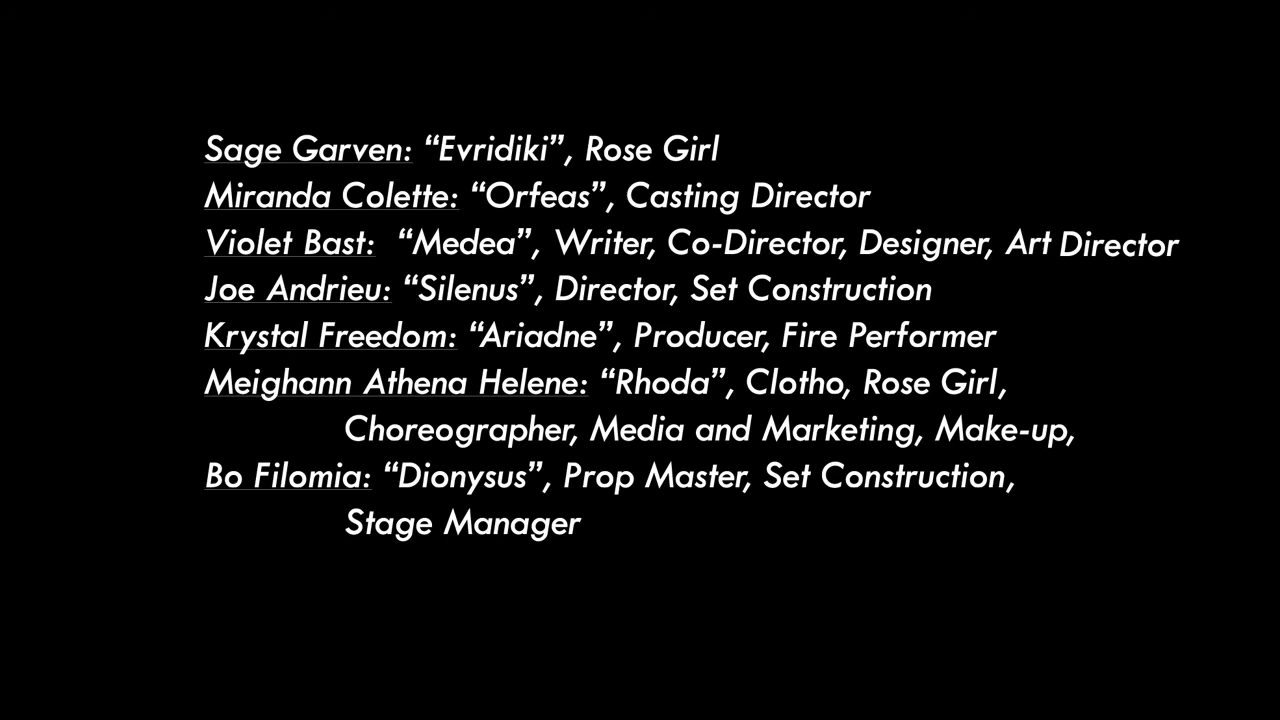 Sage Garven: “Evridiki”, Rose Girl
Miranda Colette: “Orfeas”, Casting Director
Violet Bast: “Medea”, Writer, Co-Director, Designer, Art Director
Joe Andrieu: “Silenus”, Director, Set Construction
Krystal Freedom: “Ariadne”, Producer, Fire Performer
Meighann Athena Helene: “Rhoda”, Clotho, Rose Girl,
Choreographer, Media and Marketing, Make-up,
Bo Filomia: “Dionysus”, Prop Master, Set Construction,
Stage Manager